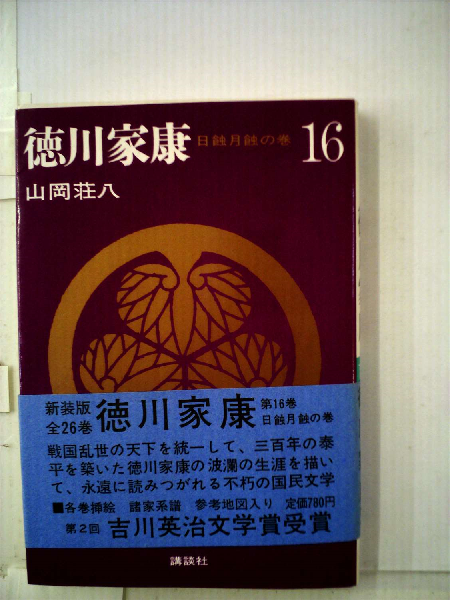 徳川家康 日蝕月蝕の巻 16
山岡荘八
新装版 全26巻 徳川家康 第16巻 日蝕月蝕の巻
戦国乱世の天下を統一して、三百年の泰
平を築いた徳川家康の波瀾の生涯を描い
て、永遠に読みつがれる不朽の国民文学
■各巻挿絵 諸家系譜 参考地図入り 定価780円
第2回 吉川英治文学賞受賞
講談社